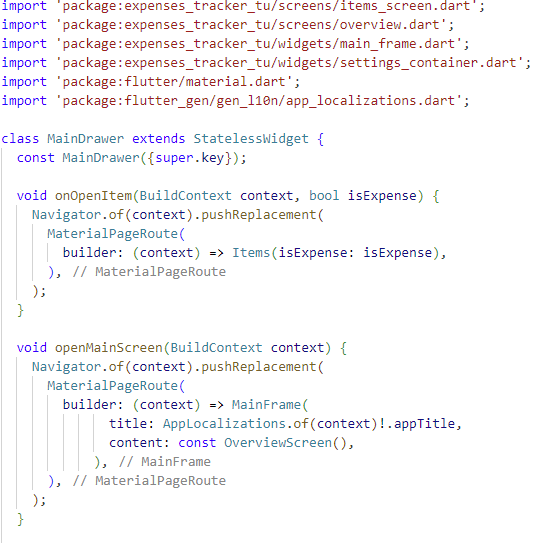 import 'package:expenses_tracker_tu/screens/items_screen.dart';
import 'package:expenses_tracker_tu/screens/overview.dart';
import 'package:expenses_tracker_tu/widgets/main_frame.dart';
import 'package:expenses_tracker_tu/widgets/settings_container.dart';
import 'package:flutter/material.dart';
import 'package:flutter_gen/gen_l10n/app_localizations.dart';

class MainDrawer extends StatelessWidget {
  const MainDrawer({super.key});

  void onOpenItem(BuildContext context, bool isExpense) {
    Navigator.of(context).pushReplacement(
      MaterialPageRoute(
        builder: (context) => Items(isExpense: isExpense),
      ), // MaterialPageRoute
    );
  }

  void openMainScreen(BuildContext context) {
    Navigator.of(context).pushReplacement(
      MaterialPageRoute(
        builder: (context) => MainFrame(
              title: AppLocalizations.of(context)!.appTitle,
              content: const OverviewScreen(),
            ), // MainFrame
      ), // MaterialPageRoute
    );
  }